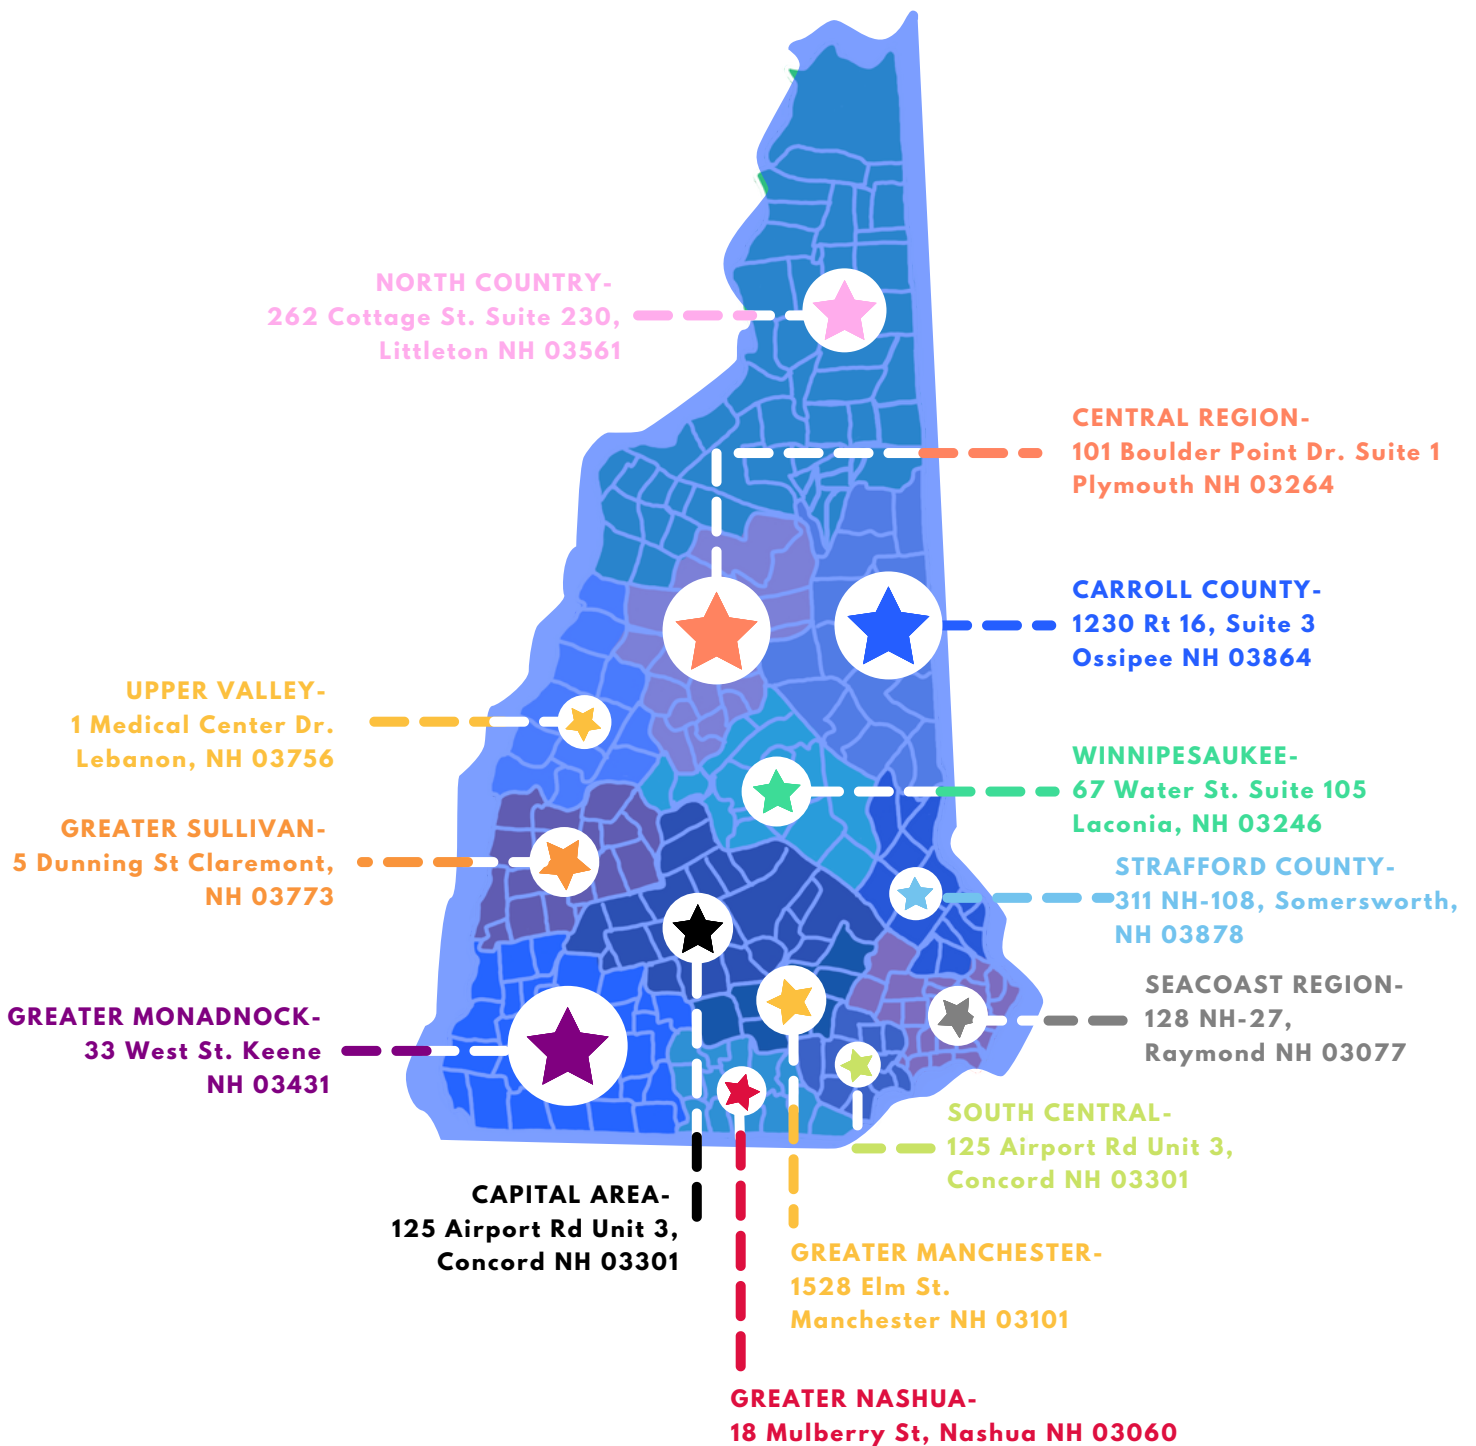 NORTH COUNTRY-
262 Cottage St. Suite 230,
Littleton NH 03561
CENTRAL REGION-
101 Boulder Point Dr. Suite 1
Plymouth NH 03264
CARROLL COUNTY-
1230 Rt 16, Suite 3
Ossipee NH 03864
UPPER VALLEY-
1 Medical Center Dr.
Lebanon, NH 03756
WINNIPESAUKEE-
67 Water St. Suite 105
Laconia, NH 03246
GREATER SULLIVAN-
5 Dunning St Claremont,
NH 03773
STRAFFORD COUNTY-
311 NH-108, Somersworth,
NH 03878
SEACOAST REGION-
128 NH-27,
Raymond NH 03077
GREATER MONADNOCK-
33 West St. Keene
NH 03431
SOUTH CENTRAL-
125 Airport Rd Unit 3,
Concord NH 03301
CAPITAL AREA-
125 Airport Rd Unit 3,
Concord NH 03301
GREATER MANCHESTER-
1528 Elm St.
Manchester NH 03101
GREATER NASHUA-
18 Mulberry St, Nashua NH 03060